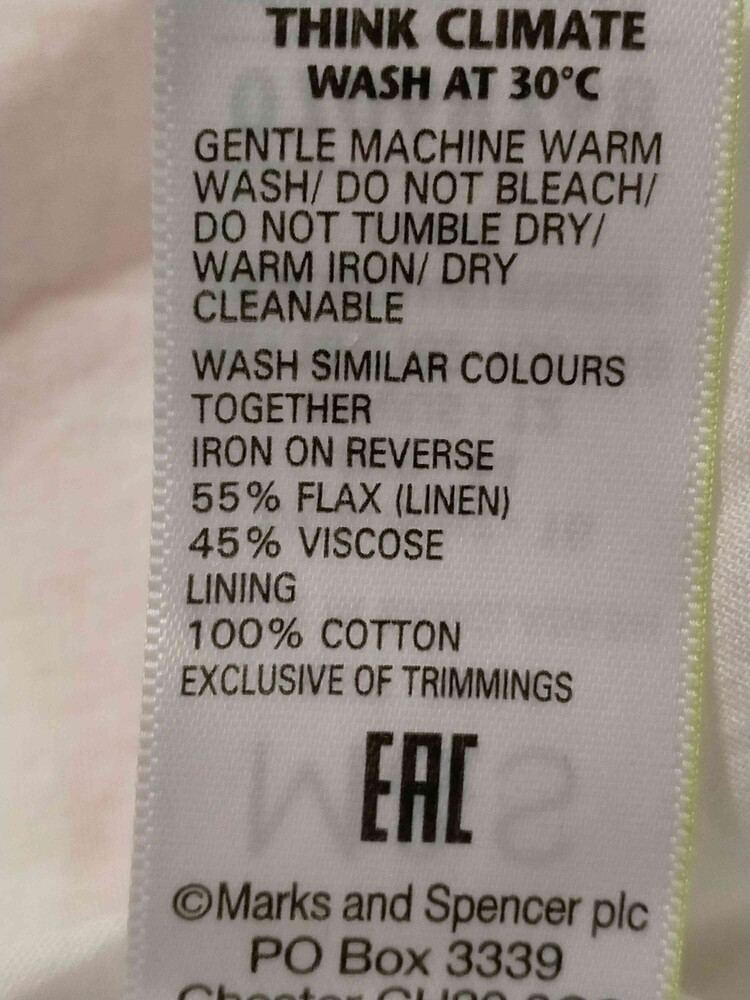 THINK CLIMATE
WASH AT 30°C
GENTLE MACHINE WARM
WASH/ DO NOT BLEACH/
DO NOT TUMBLE DRY/
WARM IRON/ DRY
CLEANABLE
WASH SIMILAR COLOURS
TOGETHER
IRON ON REVERSE
55% FLAX (LINEN)
45% VISCOSE
LINING
100% COTTON
EXCLUSIVE OF TRIMMINGS
EAC
©Marks and Spencer plc
PO Box 3339
Chester